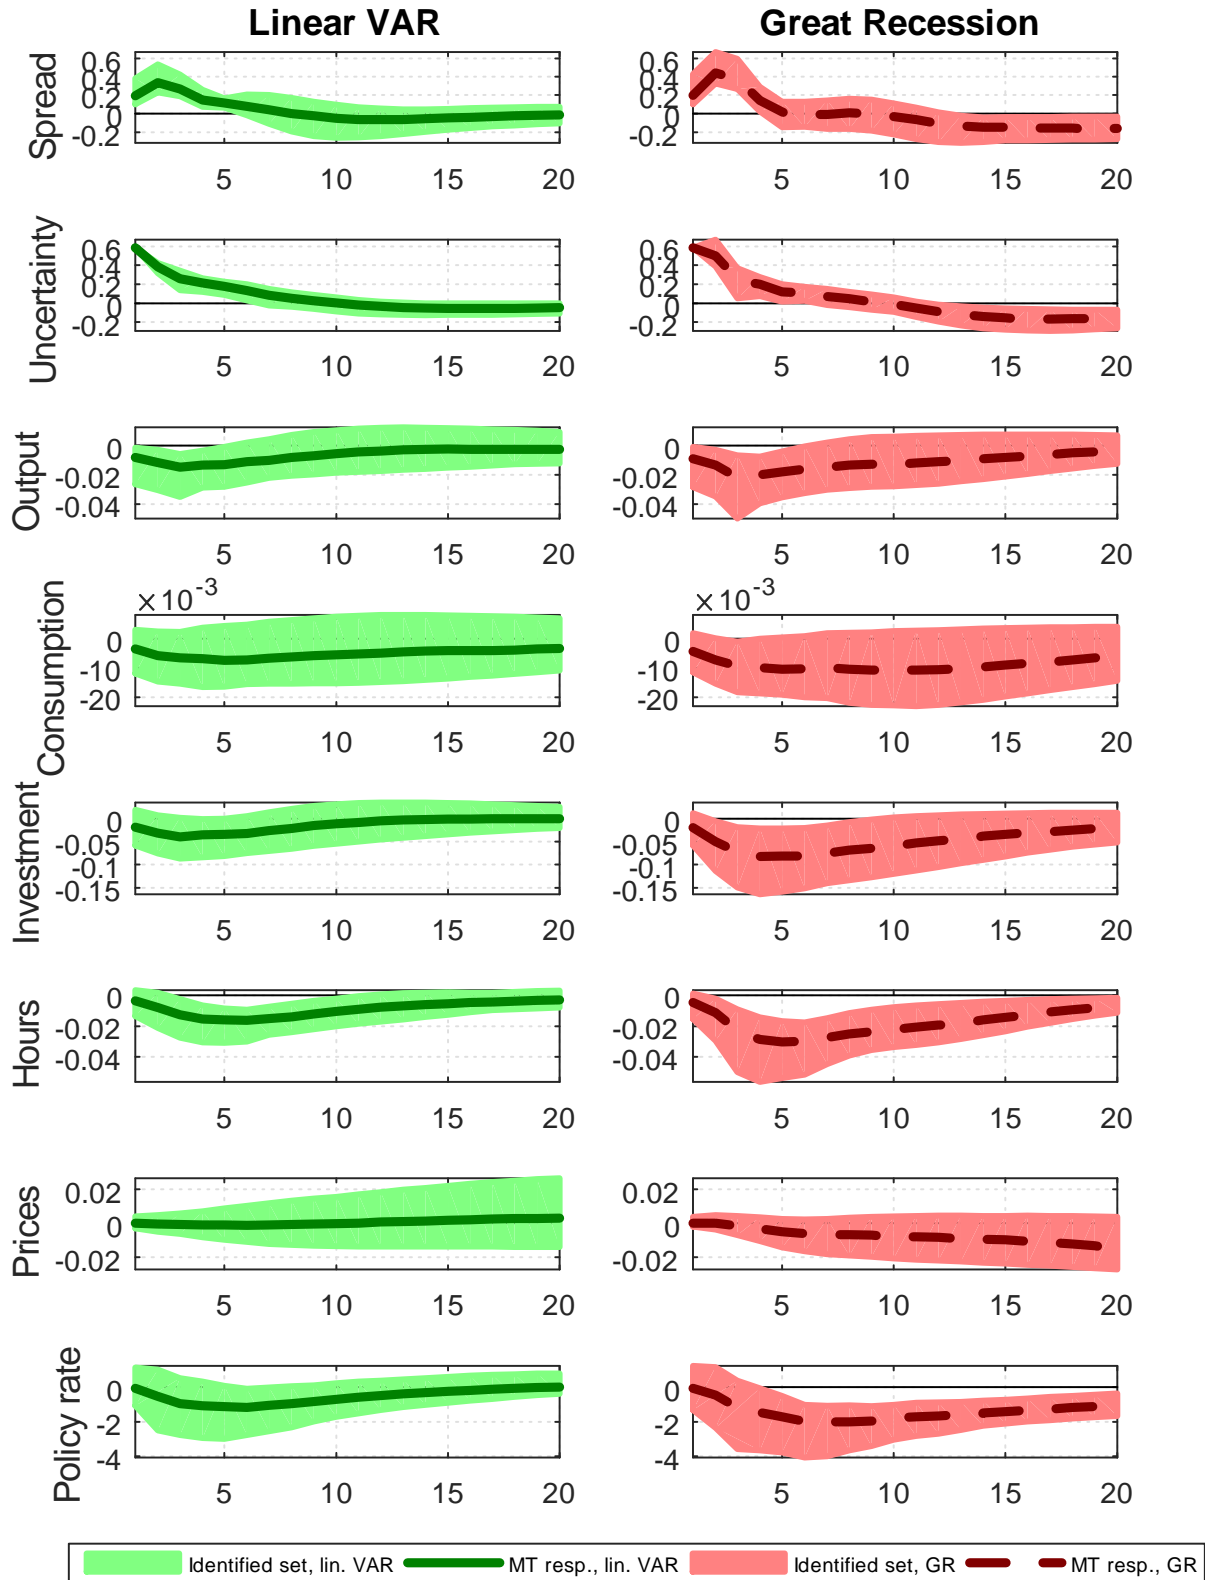 Linear VAR Great Recession
Spread
0.6 0.4 0.2 0 -0.2
5 10 15 20
0.6 0.4 0.2 0 -0.2
5 10 15 20
Uncertainty
0.6 0.4 0.2 0 -0.2
5 10 15 20
0.6 0.4 0.2 0 -0.2
5 10 15 20
Output
0 -0.02 -0.04
5 10 15 20
0 -0.02 -0.04
5 10 15 20
Consumption
×10⁻³
0 -10 -20
5 10 15 20
×10⁻³
0 -10 -20
5 10 15 20
Investment
0 -0.05 -0.1 -0.15
5 10 15 20
0 -0.05 -0.1 -0.15
5 10 15 20
Hours
0 -0.02 -0.04
5 10 15 20
0 -0.02 -0.04
5 10 15 20
Prices
0.02 0 -0.02
5 10 15 20
0.02 0 -0.02
5 10 15 20
Policy rate
0 -2 -4
5 10 15 20
0 -2 -4
5 10 15 20
Identified set, lin. VAR MT resp., lin. VAR Identified set, GR MT resp., GR